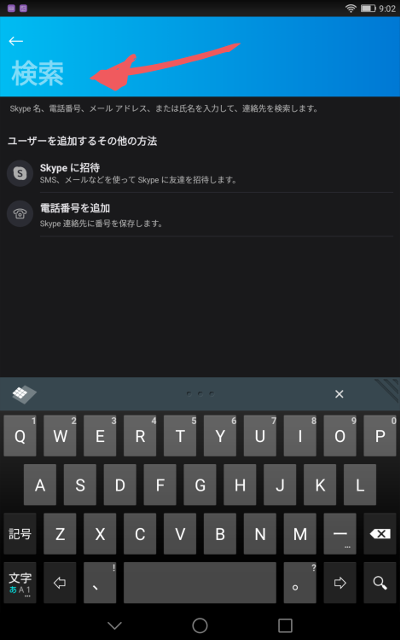 9:02
検索
Skype 名、電話番号、メール アドレス、または氏名を入力して、連絡先を検索します。
ユーザーを追加するその他の方法
Skype に招待
SMS、メールなどを使って Skype に友達を招待します。
電話番号を追加
Skype 連絡先に番号を保存します。
1 2 3 4 5 6 7 8 9 0
Q W E R T Y U I O P
A S D F G H J K L
記号 Z X C V B N M ー
文字 あA1 、 ! 。 ?